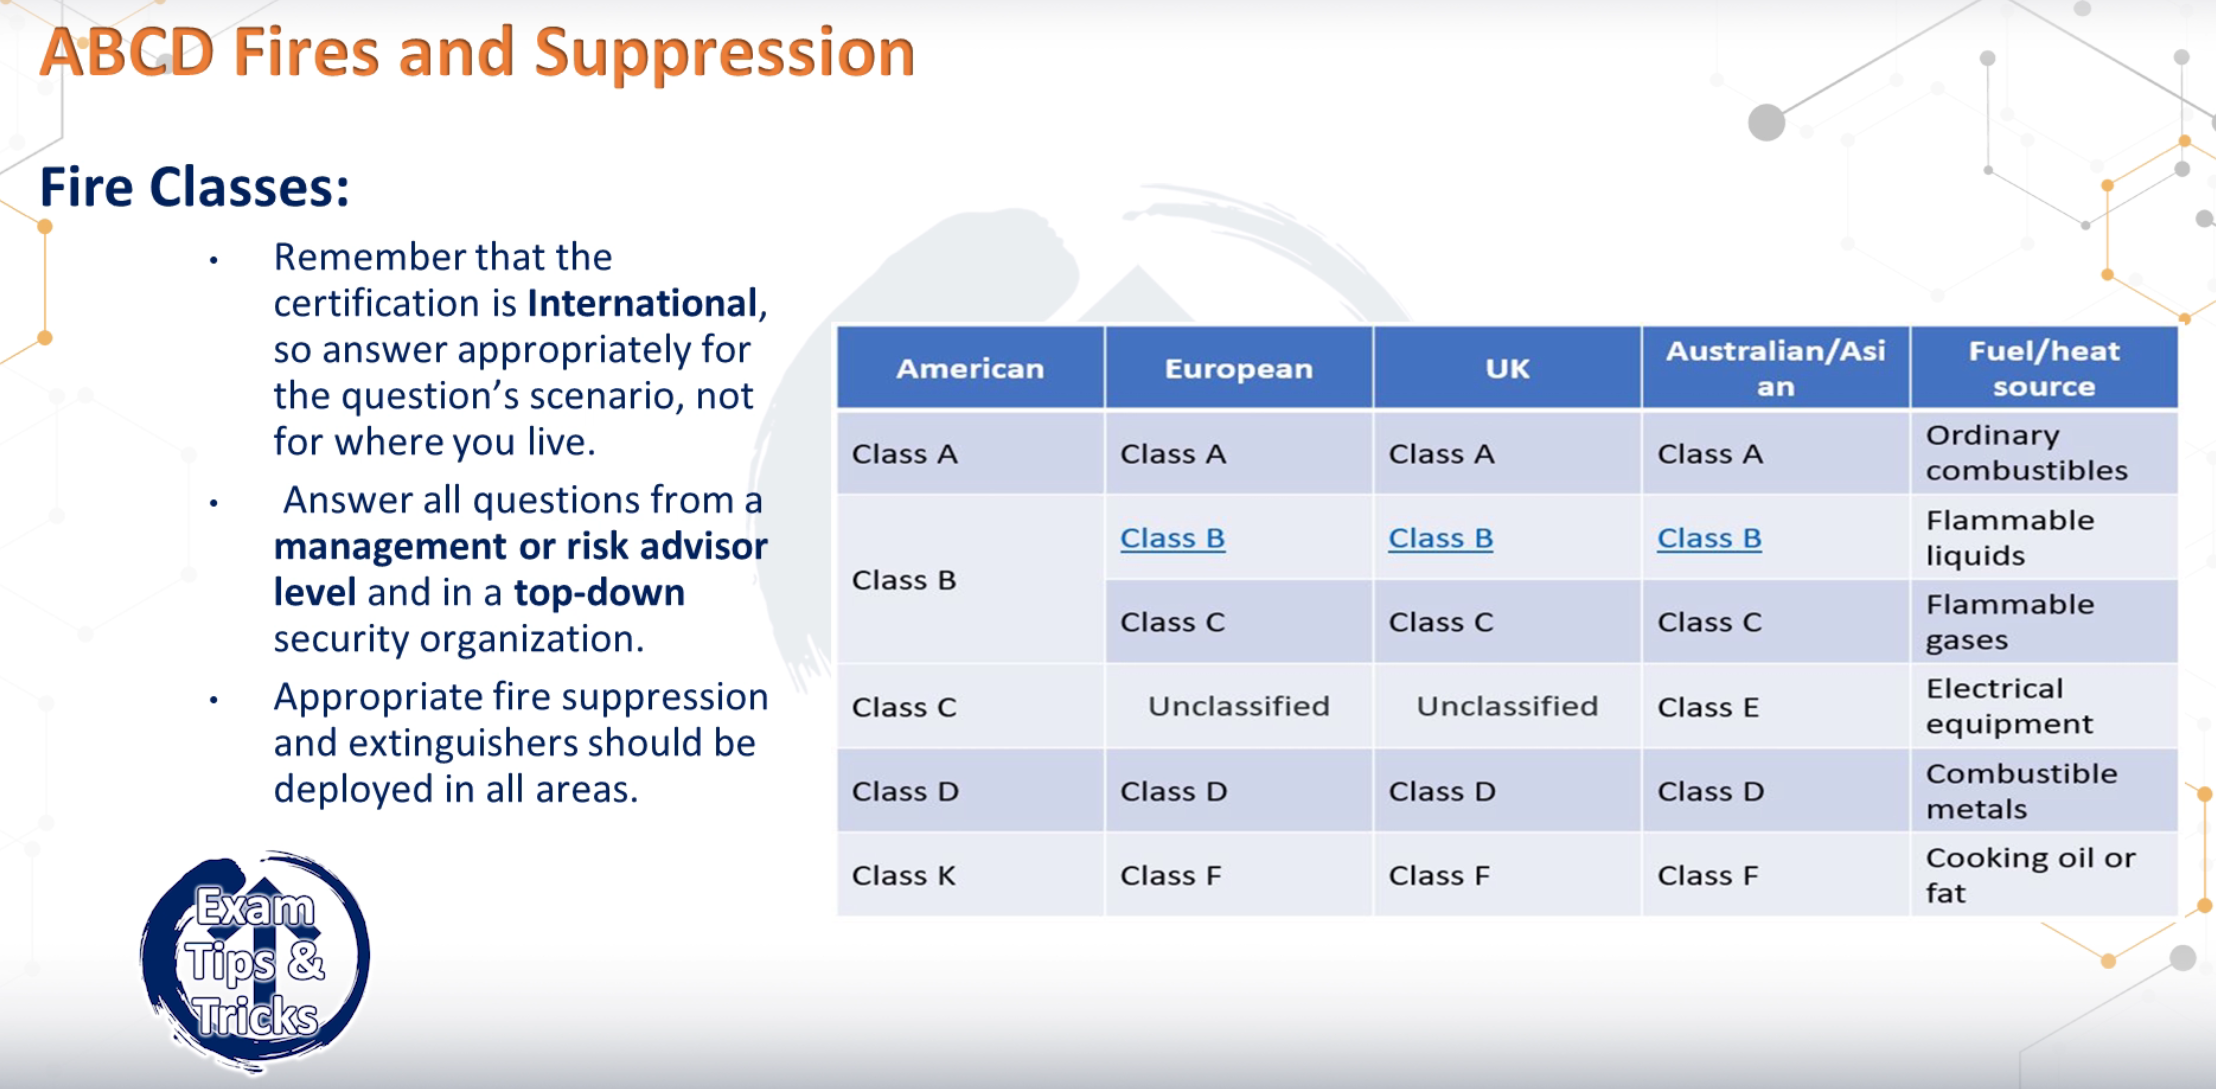 ABCD Fires and Suppression
Fire Classes:
• Remember that the
certification is International,
so answer appropriately for
the question’s scenario, not
for where you live.
• Answer all questions from a
management or risk advisor
level and in a top-down
security organization.
• Appropriate fire suppression
and extinguishers should be
deployed in all areas.
Exam
Tips &
Tricks
American European UK Australian/Asi
an Fuel/heat
source
Class A Class A Class A Class A Ordinary
combustibles
Class B Class B Class B Class B Flammable
liquids
Class C Class C Class C Flammable
gases
Class C Unclassified Unclassified Class E Electrical
equipment
Class D Class D Class D Class D Combustible
metals
Class K Class F Class F Class F Cooking oil or
fat